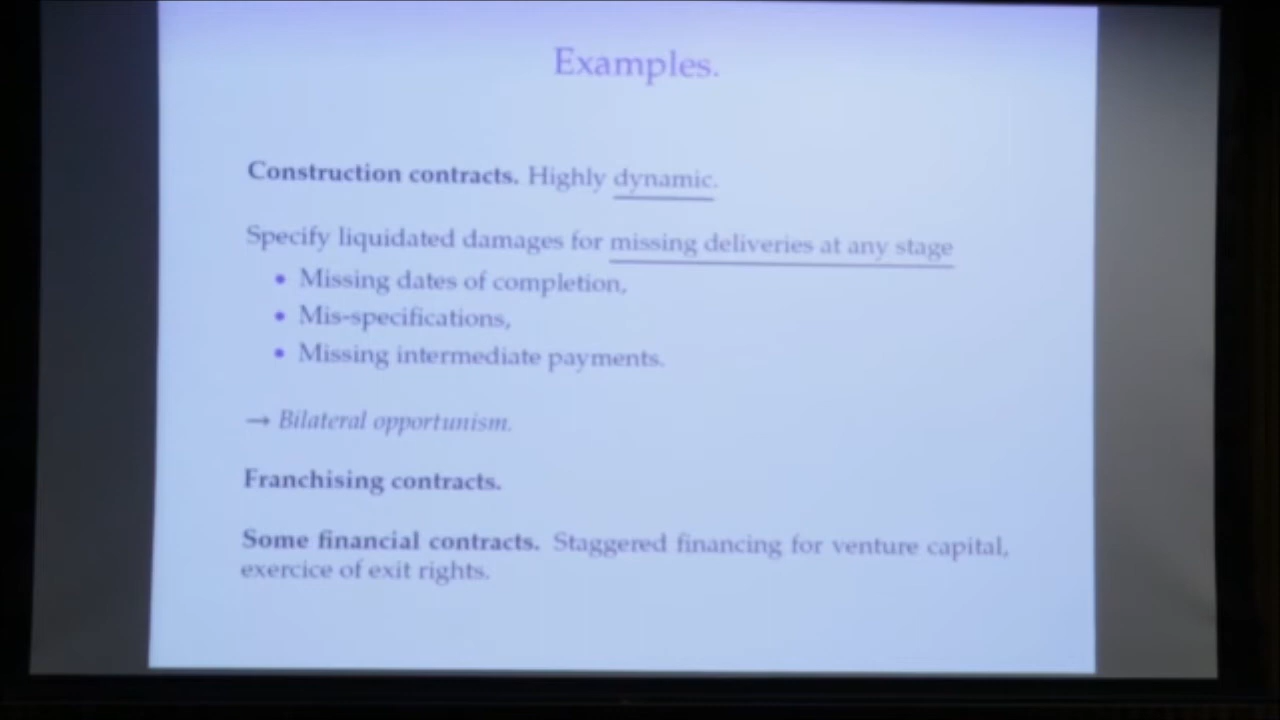 Examples.
Construction contracts. Highly dynamic.
Specify liquidated damages for missing deliveries at any stage
• Missing dates of completion,
• Mis-specifications,
• Missing intermediate payments.
→ Bilateral opportunism.
Franchising contracts.
Some financial contracts. Staggered financing for venture capital,
exercice of exit rights.